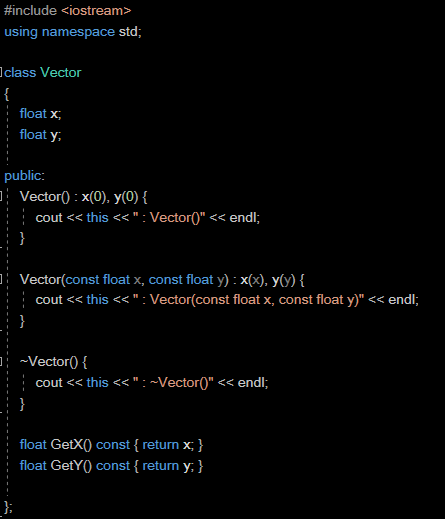 #include <iostream>
using namespace std;
class Vector
{
float x;
float y;
public:
Vector() : x(0), y(0) {
cout << this << " : Vector()" << endl;
}
Vector(const float x, const float y) : x(x), y(y) {
cout << this << " : Vector(const float x, const float y)" << endl;
}
~Vector() {
cout << this << " : ~Vector()" << endl;
}
float GetX() const { return x; }
float GetY() const { return y; }
};